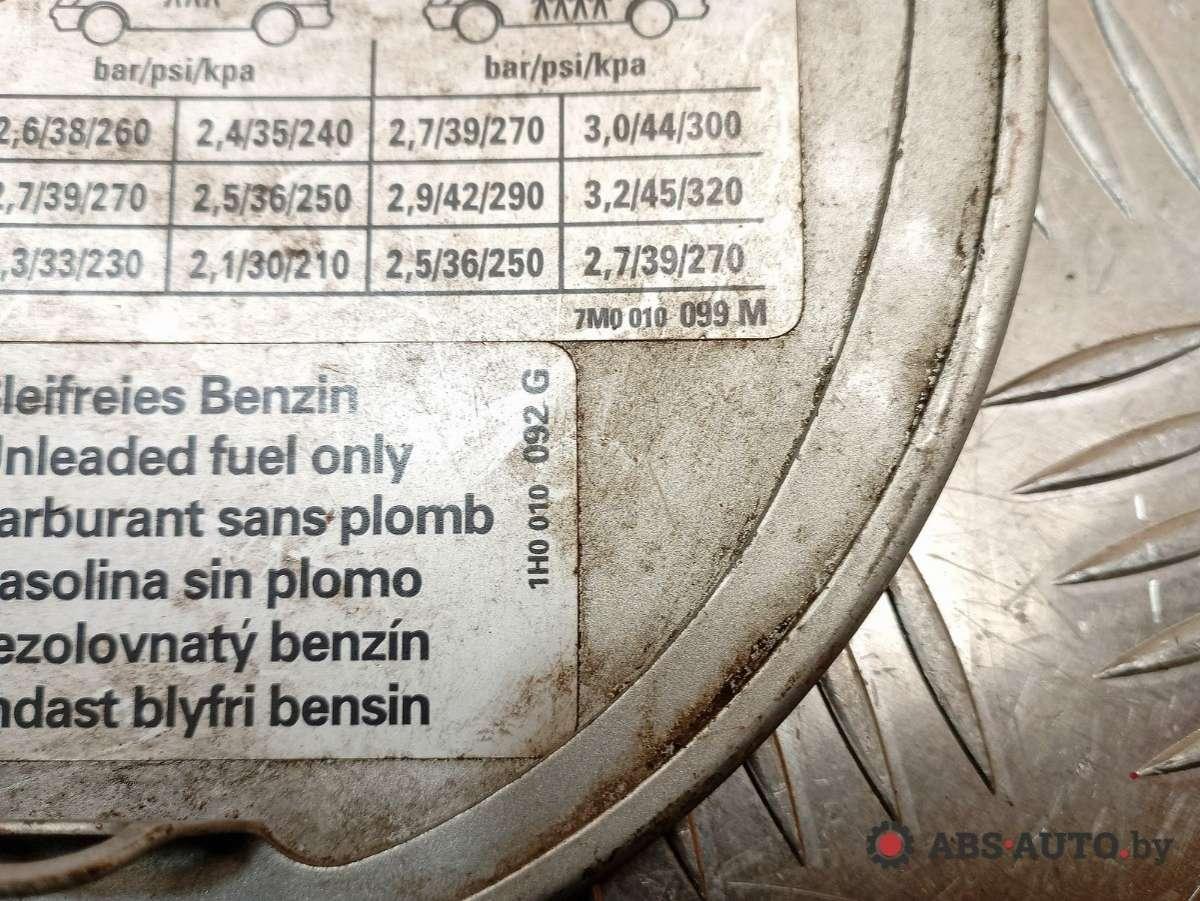 bar/psi/kpa bar/psi/kpa
2,6/38/260 2,4/35/240 2,7/39/270 3,0/44/300
,7/39/270 2,5/36/250 2,9/42/290 3,2/45/320
,3/33/230 2,1/30/210 2,5/36/250 2,7/39/270
7M0 010 099 M
leifreies Benzin
nleaded fuel only
arburant sans plomb
asolina sin plomo
ezolovnatý benzín
ndast blyfri bensin
1H0 010 092 G
ABS-AUTO.by